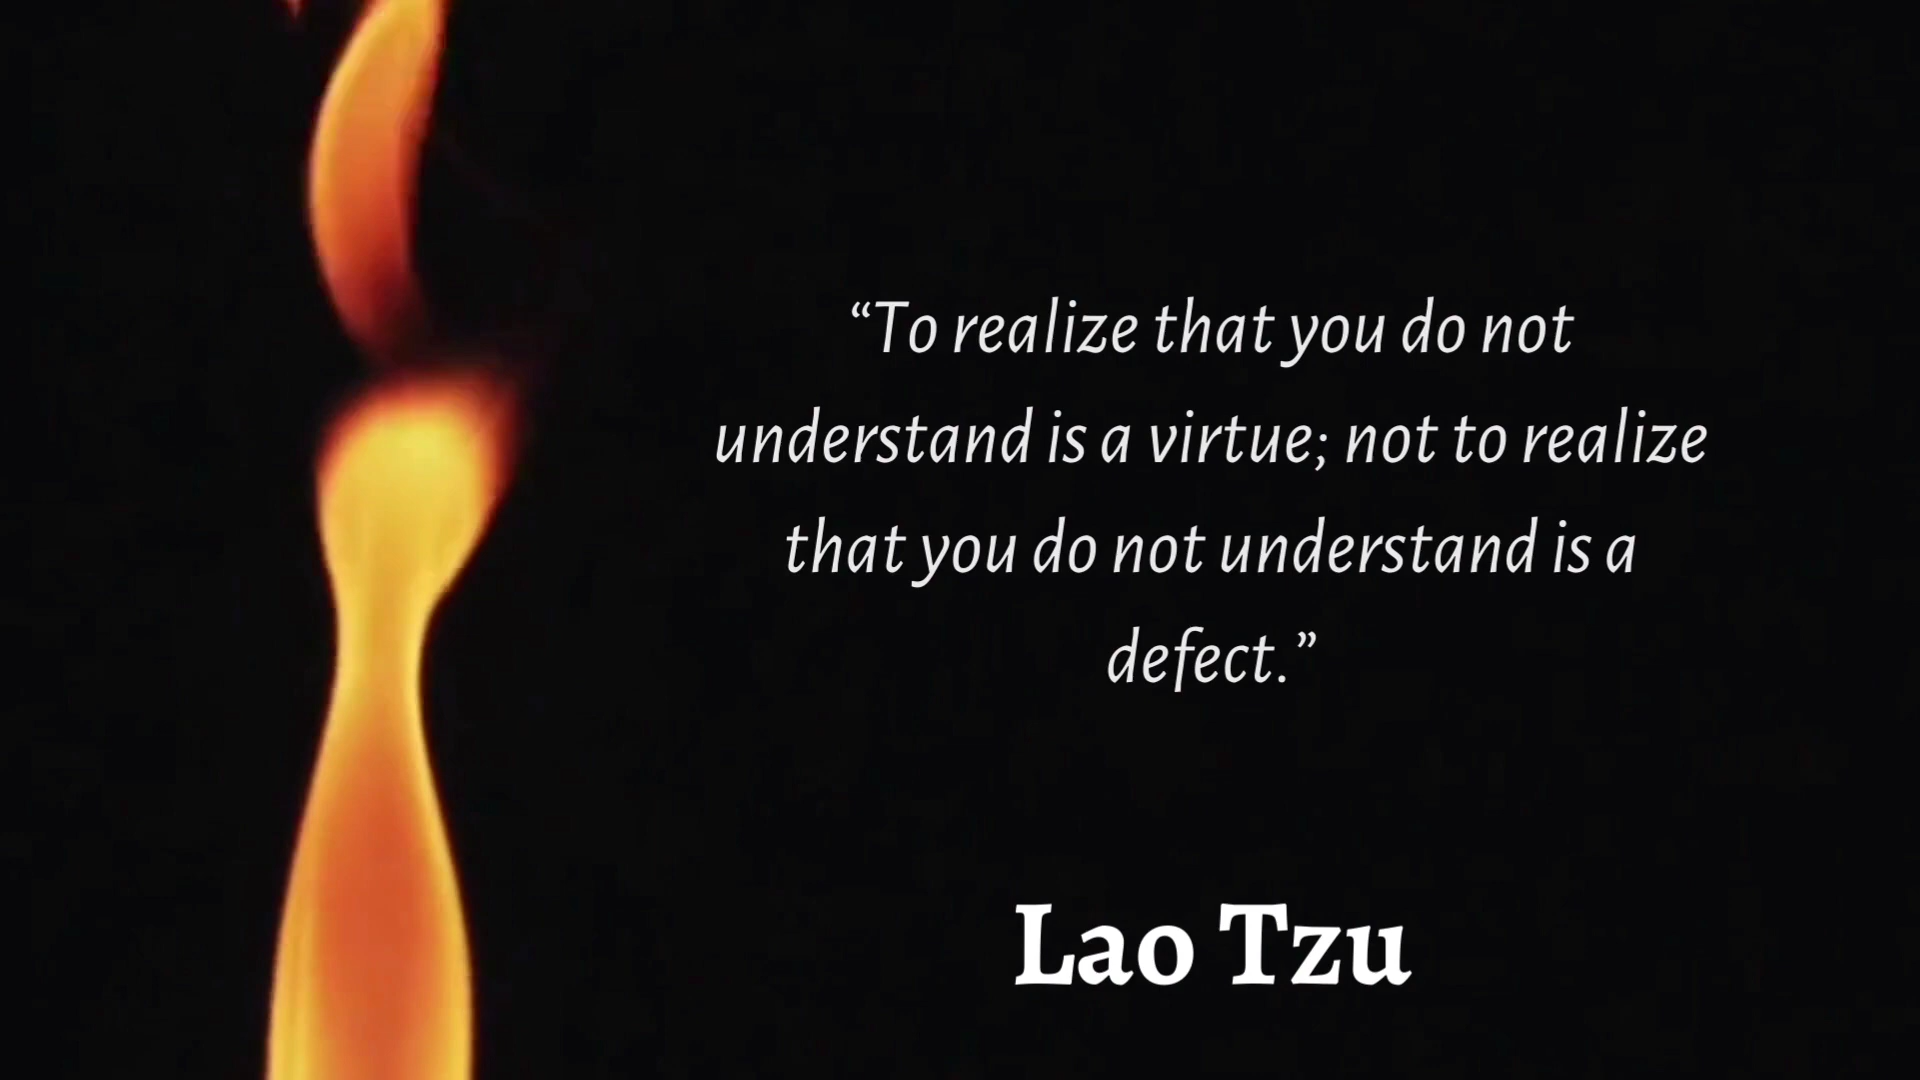 “To realize that you do not
understand is a virtue; not to realize
that you do not understand is a
defect.”
Lao Tzu